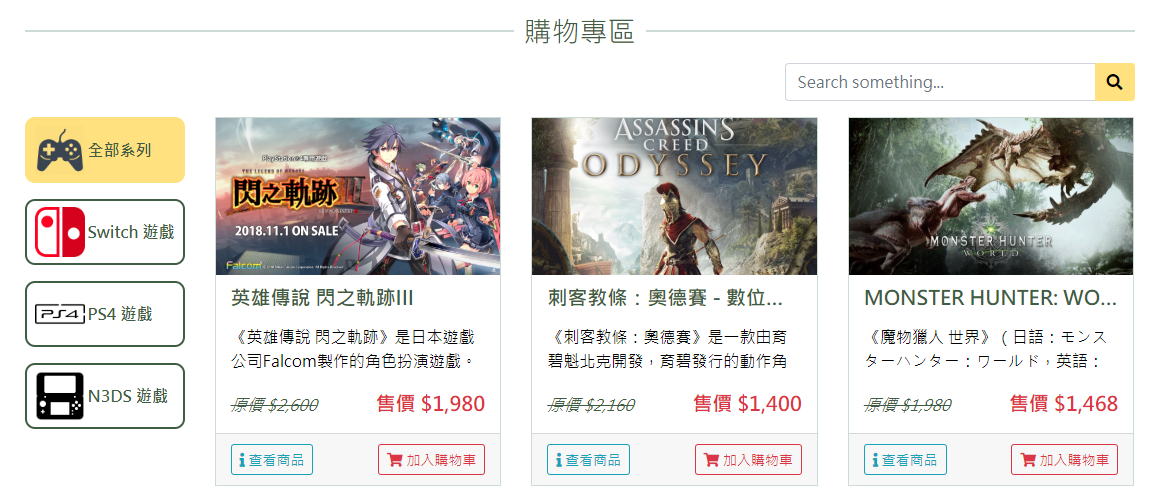 購物專區
Search something...
全部系列
Switch 遊戲
PS4 PS4 遊戲
N3DS 遊戲
PlayStation®4專用遊戲
THE LEGEND OF HEROES
閃之軌跡III
2018.11.1 ON SALE
Falcom
英雄傳說 閃之軌跡III
《英雄傳說 閃之軌跡》是日本遊戲
公司Falcom製作的角色扮演遊戲。
原價 $2,600
售價 $1,980
查看商品
加入購物車
ASSASSINS
CREED
ODYSSEY
刺客教條：奧德賽 - 數位...
《刺客教條：奧德賽》是一款由育
碧魁北克開發，育碧發行的動作角
原價 $2,160
售價 $1,400
查看商品
加入購物車
MONSTER HUNTER
WORLD
MONSTER HUNTER: WO...
《魔物獵人 世界》（日語：モンス
ターハンター：ワールド，英語：
原價 $1,980
售價 $1,468
查看商品
加入購物車